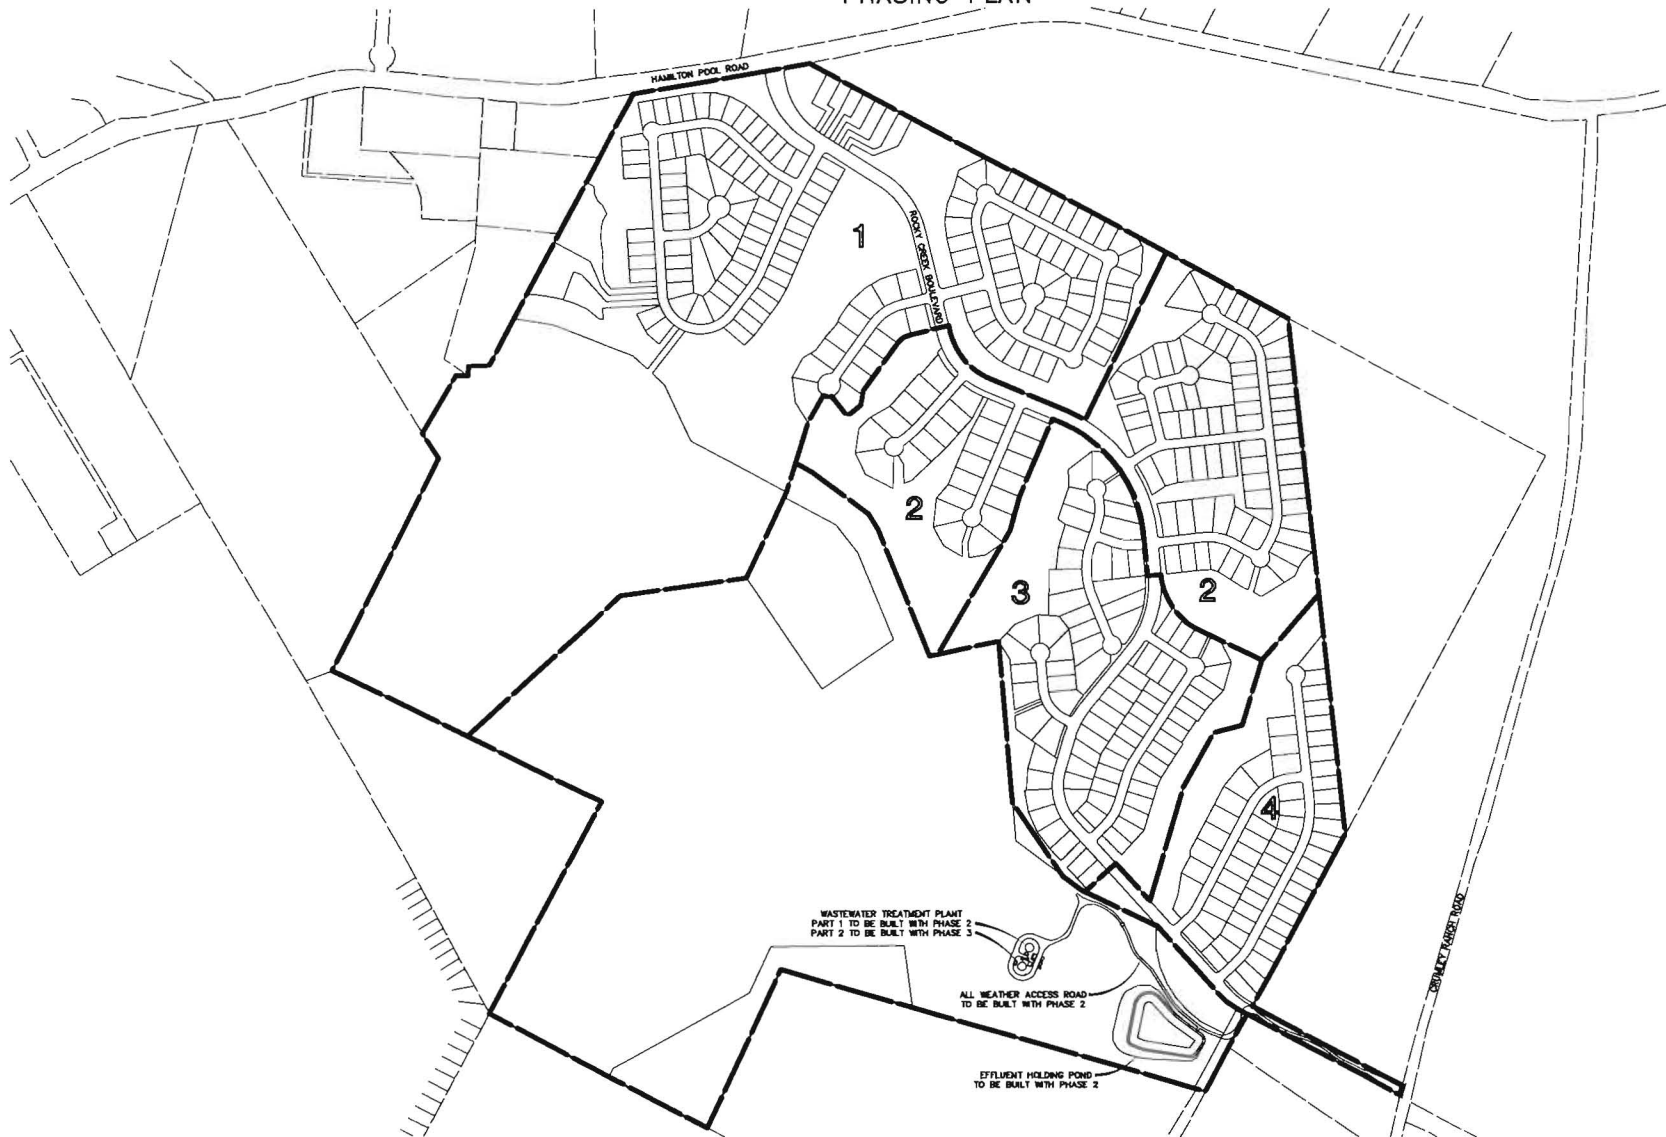 PHASING PLAN
HAMILTON POOL ROAD
ROCKY CREEK BOULEVARD
1
2
3
2
4
WASTEWATER TREATMENT PLANT
PART 1 TO BE BUILT WITH PHASE 2
PART 2 TO BE BUILT WITH PHASE 3
ALL WEATHER ACCESS ROAD
TO BE BUILT WITH PHASE 2
EFFLUENT HOLDING POND
TO BE BUILT WITH PHASE 2
CRUMLEY RANCH ROAD